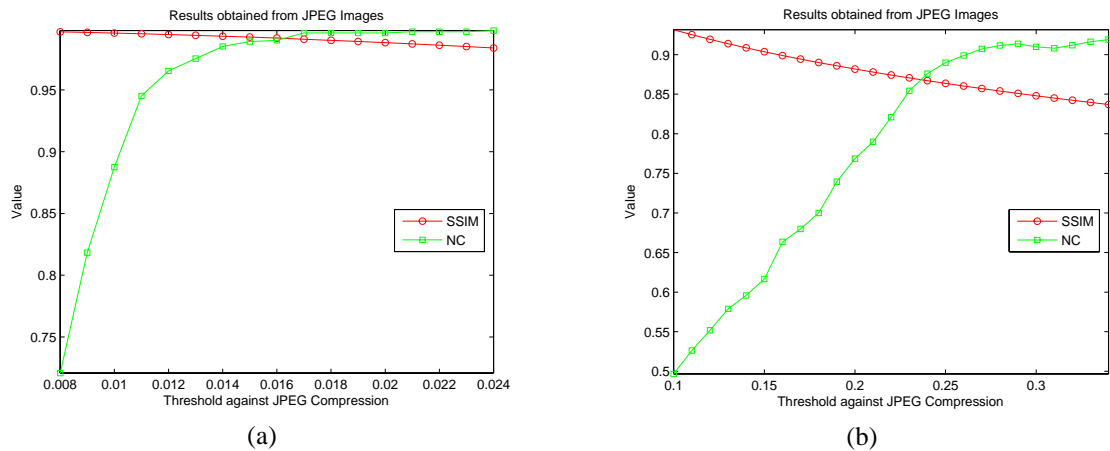 Results obtained from JPEG Images
0.95
0.9
0.85
0.8
0.75
Value
SSIM
NC
0.008 0.01 0.012 0.014 0.016 0.018 0.02 0.022 0.024
Threshold against JPEG Compression
(a)
Results obtained from JPEG Images
0.9
0.85
0.8
0.75
0.7
0.65
0.6
0.55
0.5
Value
SSIM
NC
0.1 0.15 0.2 0.25 0.3
Threshold against JPEG Compression
(b)